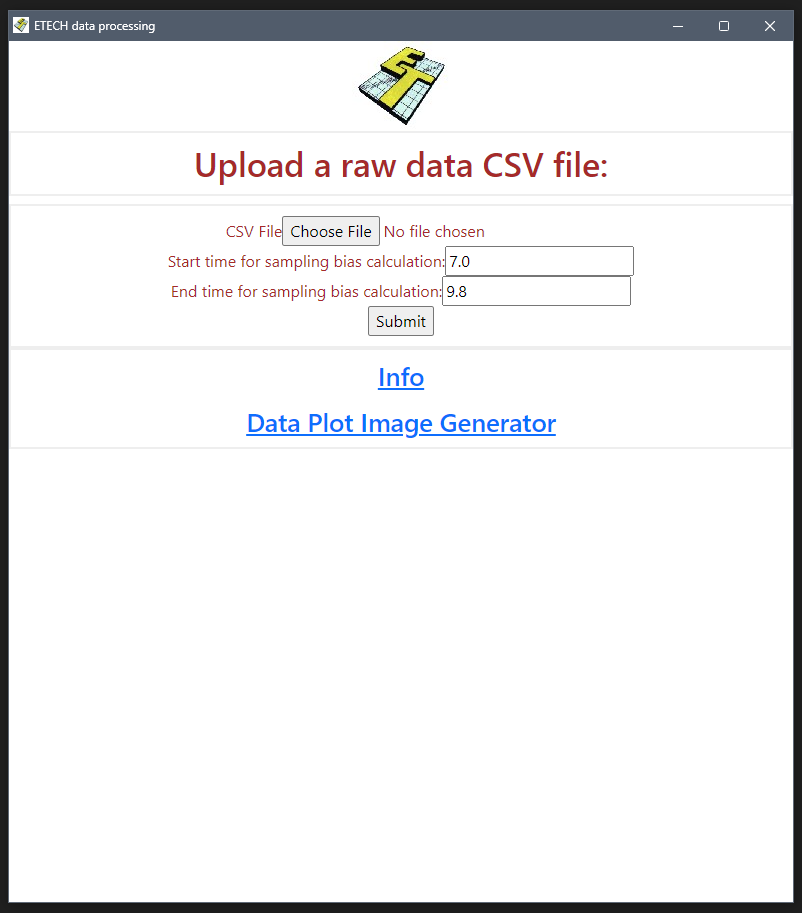 ETECH data processing
ET
Upload a raw data CSV file:
CSV File Choose File No file chosen
Start time for sampling bias calculation: 7.0
End time for sampling bias calculation: 9.8
Submit
Info
Data Plot Image Generator